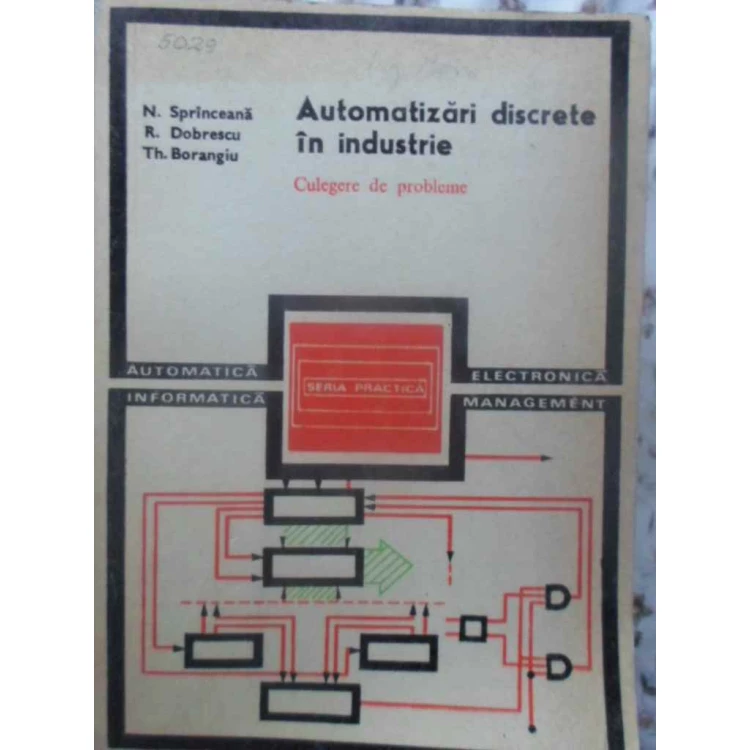 5029
N. Sprînceană
R. Dobrescu
Th. Borangiu
Automatizări discrete
în industrie
Culegere de probleme
AUTOMATICĂ
ELECTRONICĂ
SERIA PRACTICĂ
INFORMATICĂ
MANAGEMENT